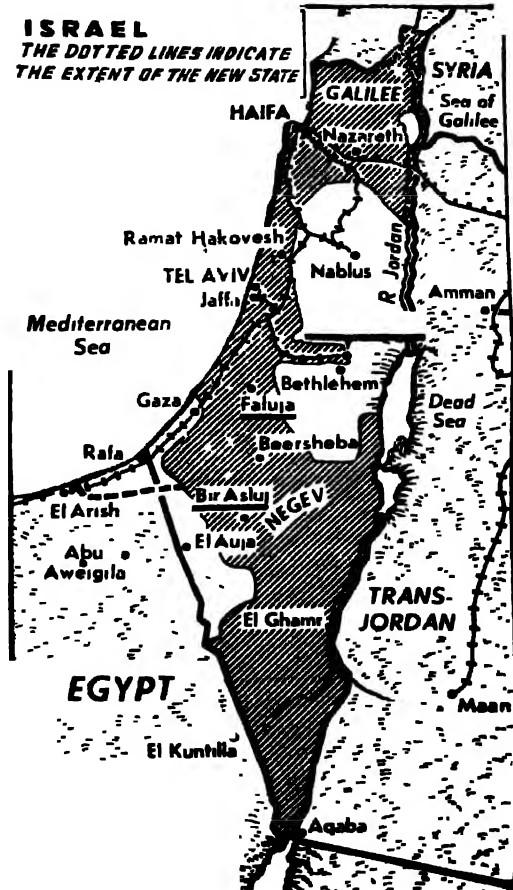 ISRAEL
THE DOTTED LINES INDICATE
THE EXTENT OF THE NEW STATE
SYRIA
GALILEE
Sea of
Galilee
HAIFA
Nazareth
Ramat Hakovesh
Nablus
R Jordan
TEL AVIV
Jaffa
Amman
Mediterranean
Sea
Bethlehem
Gaza
Faluja
Dead
Sea
Rafa
Beersheba
Bir Asluj
NEGEV
El Arish
El Auja
Abu
Aweigila
TRANS-
JORDAN
El Ghamr
EGYPT
Maan
El Kuntilla
Aqaba